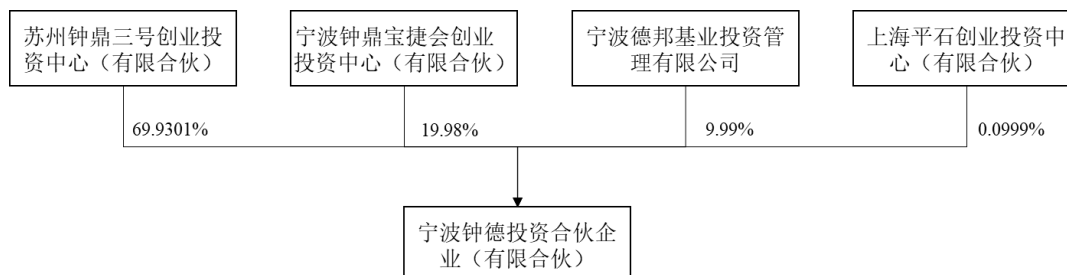 苏州钟鼎三号创业投
资中心（有限合伙）
宁波钟鼎宝捷会创业
投资中心（有限合伙）
宁波德邦基业投资管
理有限公司
上海平石创业投资中
心（有限合伙）
69.9301%
19.98%
9.99%
0.0999%
宁波钟德投资合伙企
业（有限合伙）